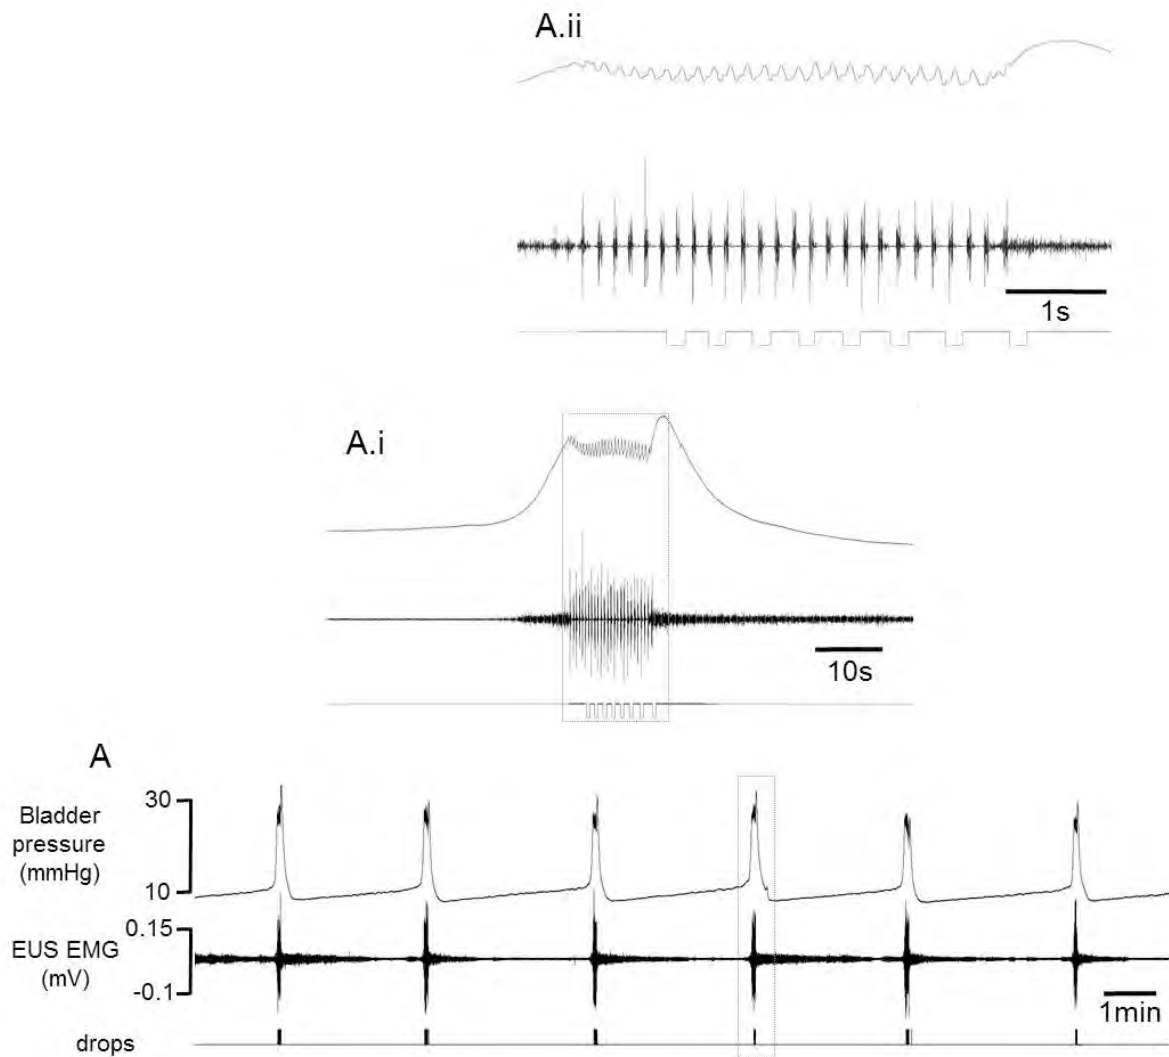 A.ii
1s
A.i
10s
A
30
Bladder
pressure
(mmHg)
10
0.15
EUS EMG
(mV)
-0.1
1min
drops